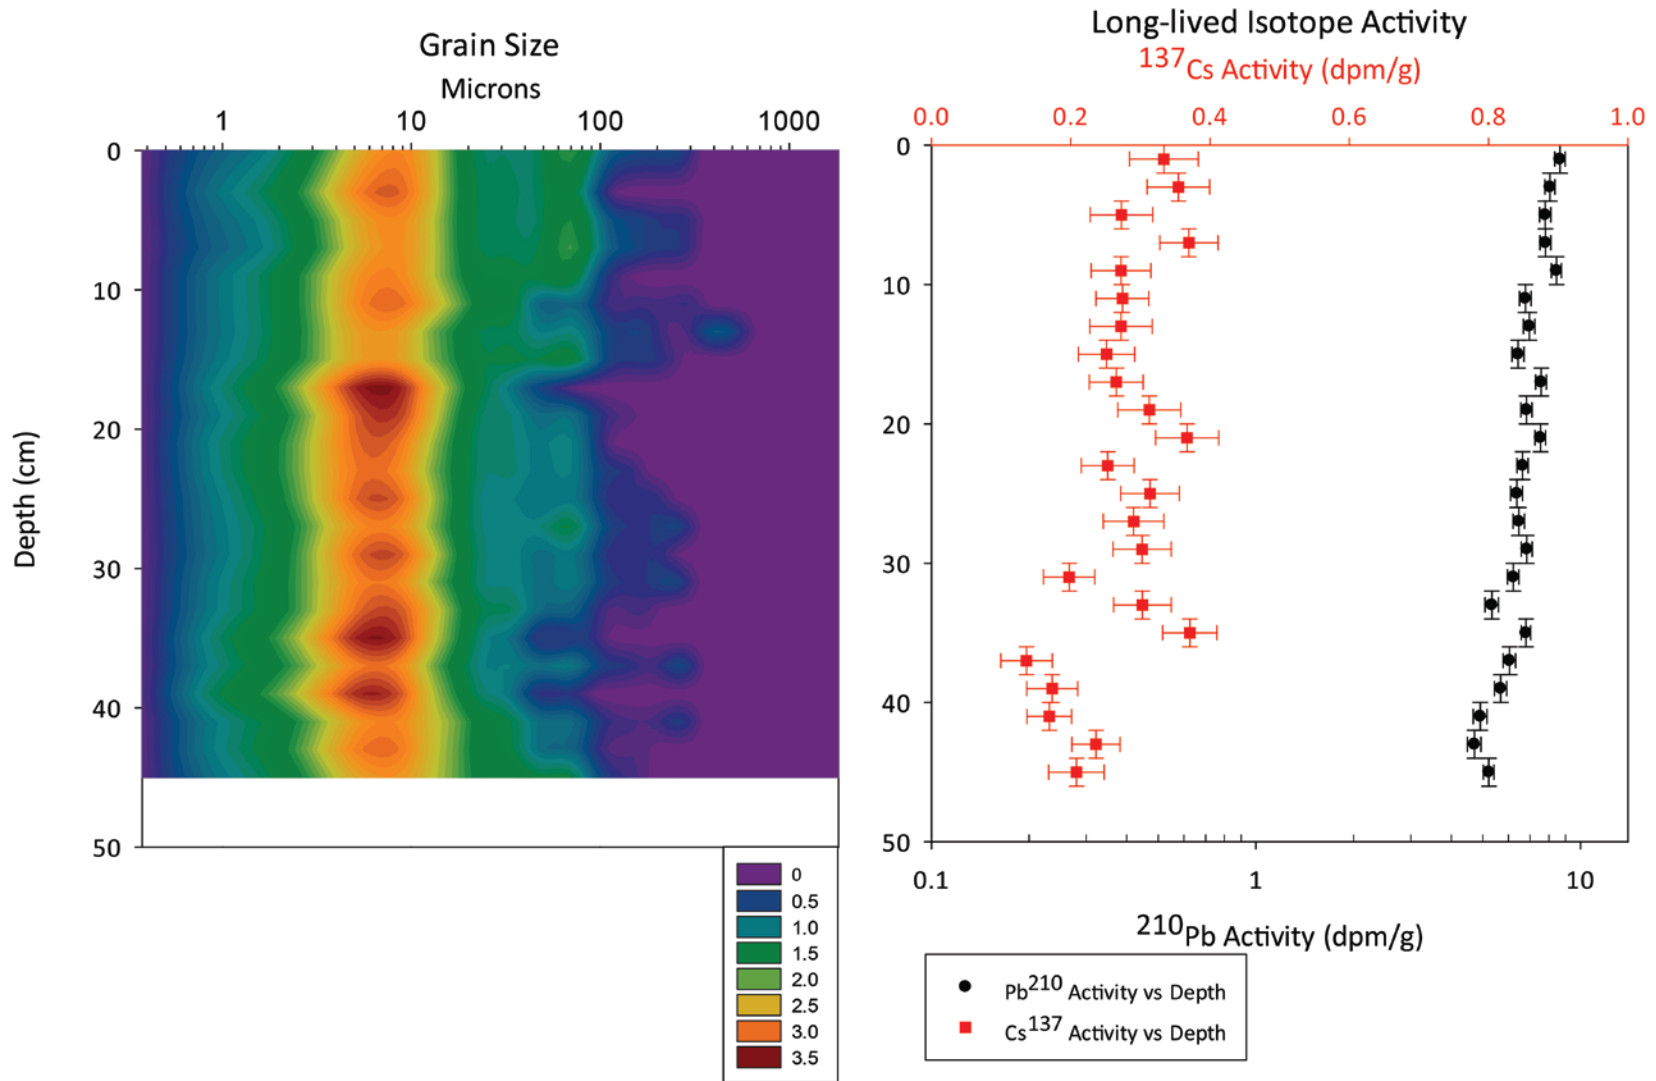 Grain Size
Microns
1 10 100 1000
0
10
20
30
40
50
Depth (cm)
0
0.5
1.0
1.5
2.0
2.5
3.0
3.5
Long-lived Isotope Activity
137Cs Activity (dpm/g)
0.0 0.2 0.4 0.6 0.8 1.0
0
10
20
30
40
50
0.1 1 10
210Pb Activity (dpm/g)
Pb210 Activity vs Depth
Cs137 Activity vs Depth